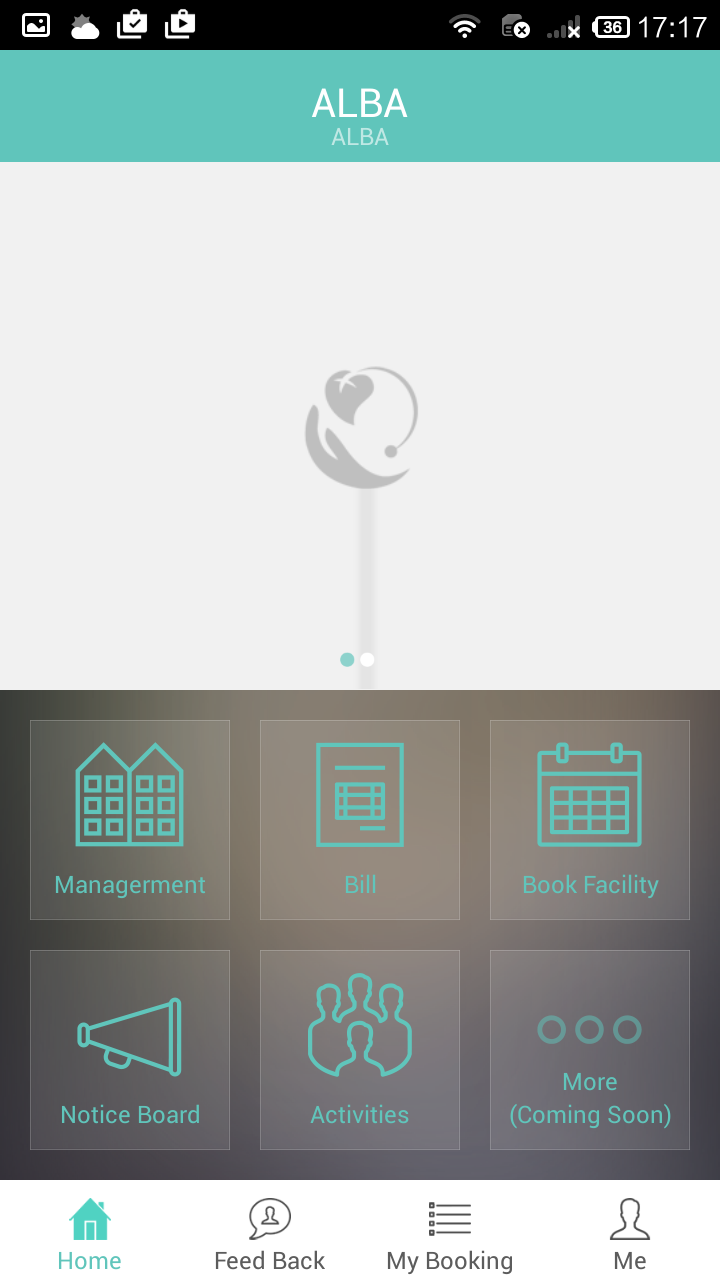 36 17:17
ALBA
ALBA
Managerment
Bill
Book Facility
Notice Board
Activities
More
(Coming Soon)
Home
Feed Back
My Booking
Me